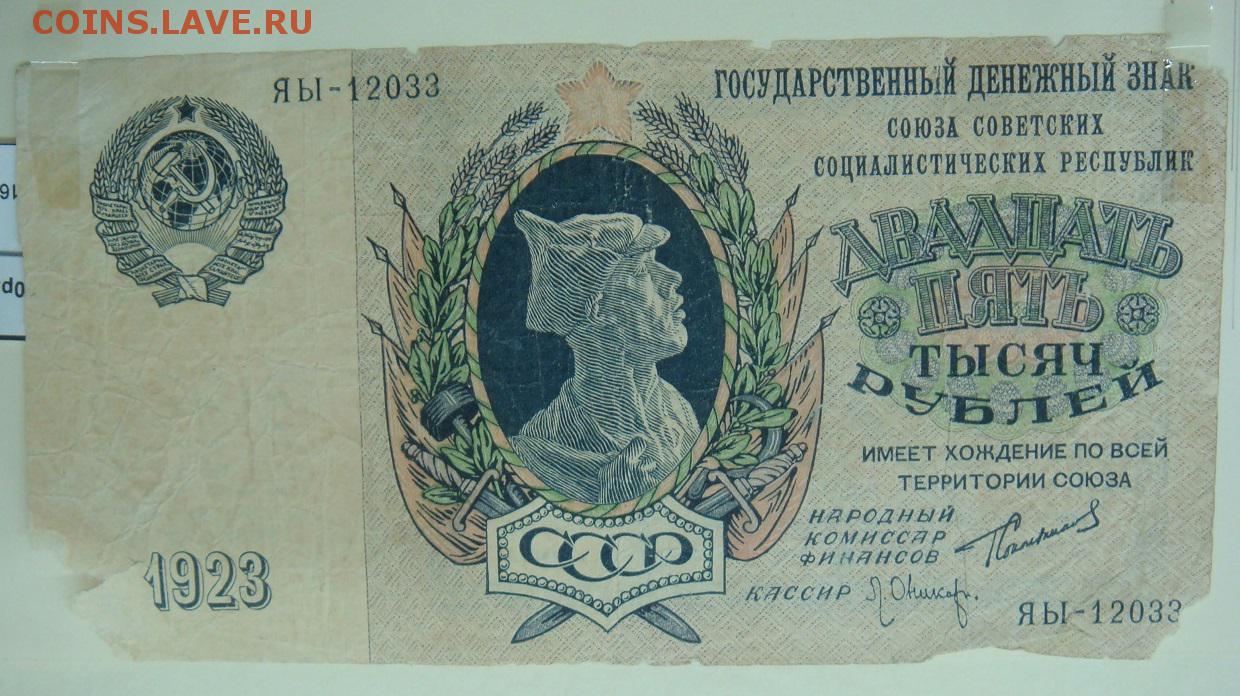 COINS.LAVE.RU
ЯЫ-12033
ГОСУДАРСТВЕННЫЙ ДЕНЕЖНЫЙ ЗНАК
СОЮЗА СОВЕТСКИХ
СОЦИАЛИСТИЧЕСКИХ РЕСПУБЛИК
ДВАДЦАТЬ
ПЯТЬ
ТЫСЯЧ
РУБЛЕЙ
ИМЕЕТ ХОЖДЕНИЕ ПО ВСЕЙ
ТЕРРИТОРИИ СОЮЗА
НАРОДНЫЙ
КОМИССАР
ФИНАНСОВ
КАССИР
СССР
1923
ЯЫ-12033